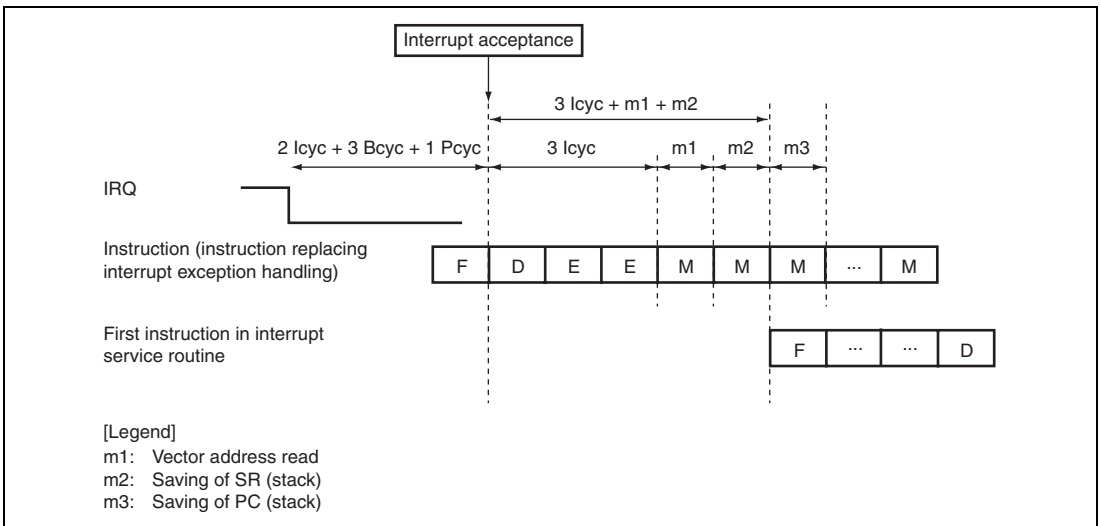 Interrupt acceptance
3 Icyc + m1 + m2
2 Icyc + 3 Bcyc + 1 Pcyc
3 Icyc
m1
m2
m3
IRQ
Instruction (instruction replacing
interrupt exception handling)
F D E E M M M ... M
First instruction in interrupt
service routine
F ... ... D
[Legend]
m1: Vector address read
m2: Saving of SR (stack)
m3: Saving of PC (stack)